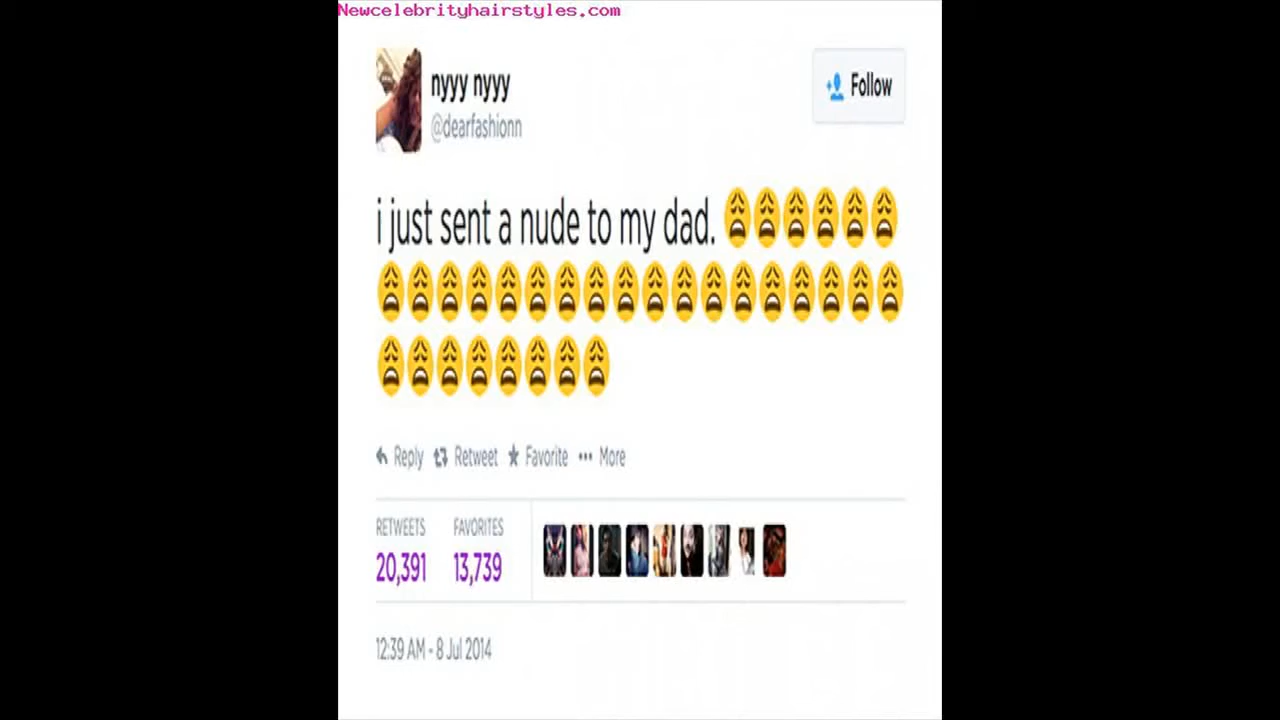 Newcelebrityhairstyles.com
nyyy nyyy
Follow
@dearfashionn
i just sent a nude to my dad. 😩😩😩😩😩😩
😩😩😩😩😩😩😩😩😩😩😩😩😩😩😩😩😩😩
😩😩😩😩😩😩😩😩
Reply Retweet Favorite ••• More
RETWEETS FAVORITES
20,391 13,739
12:39 AM - 8 Jul 2014